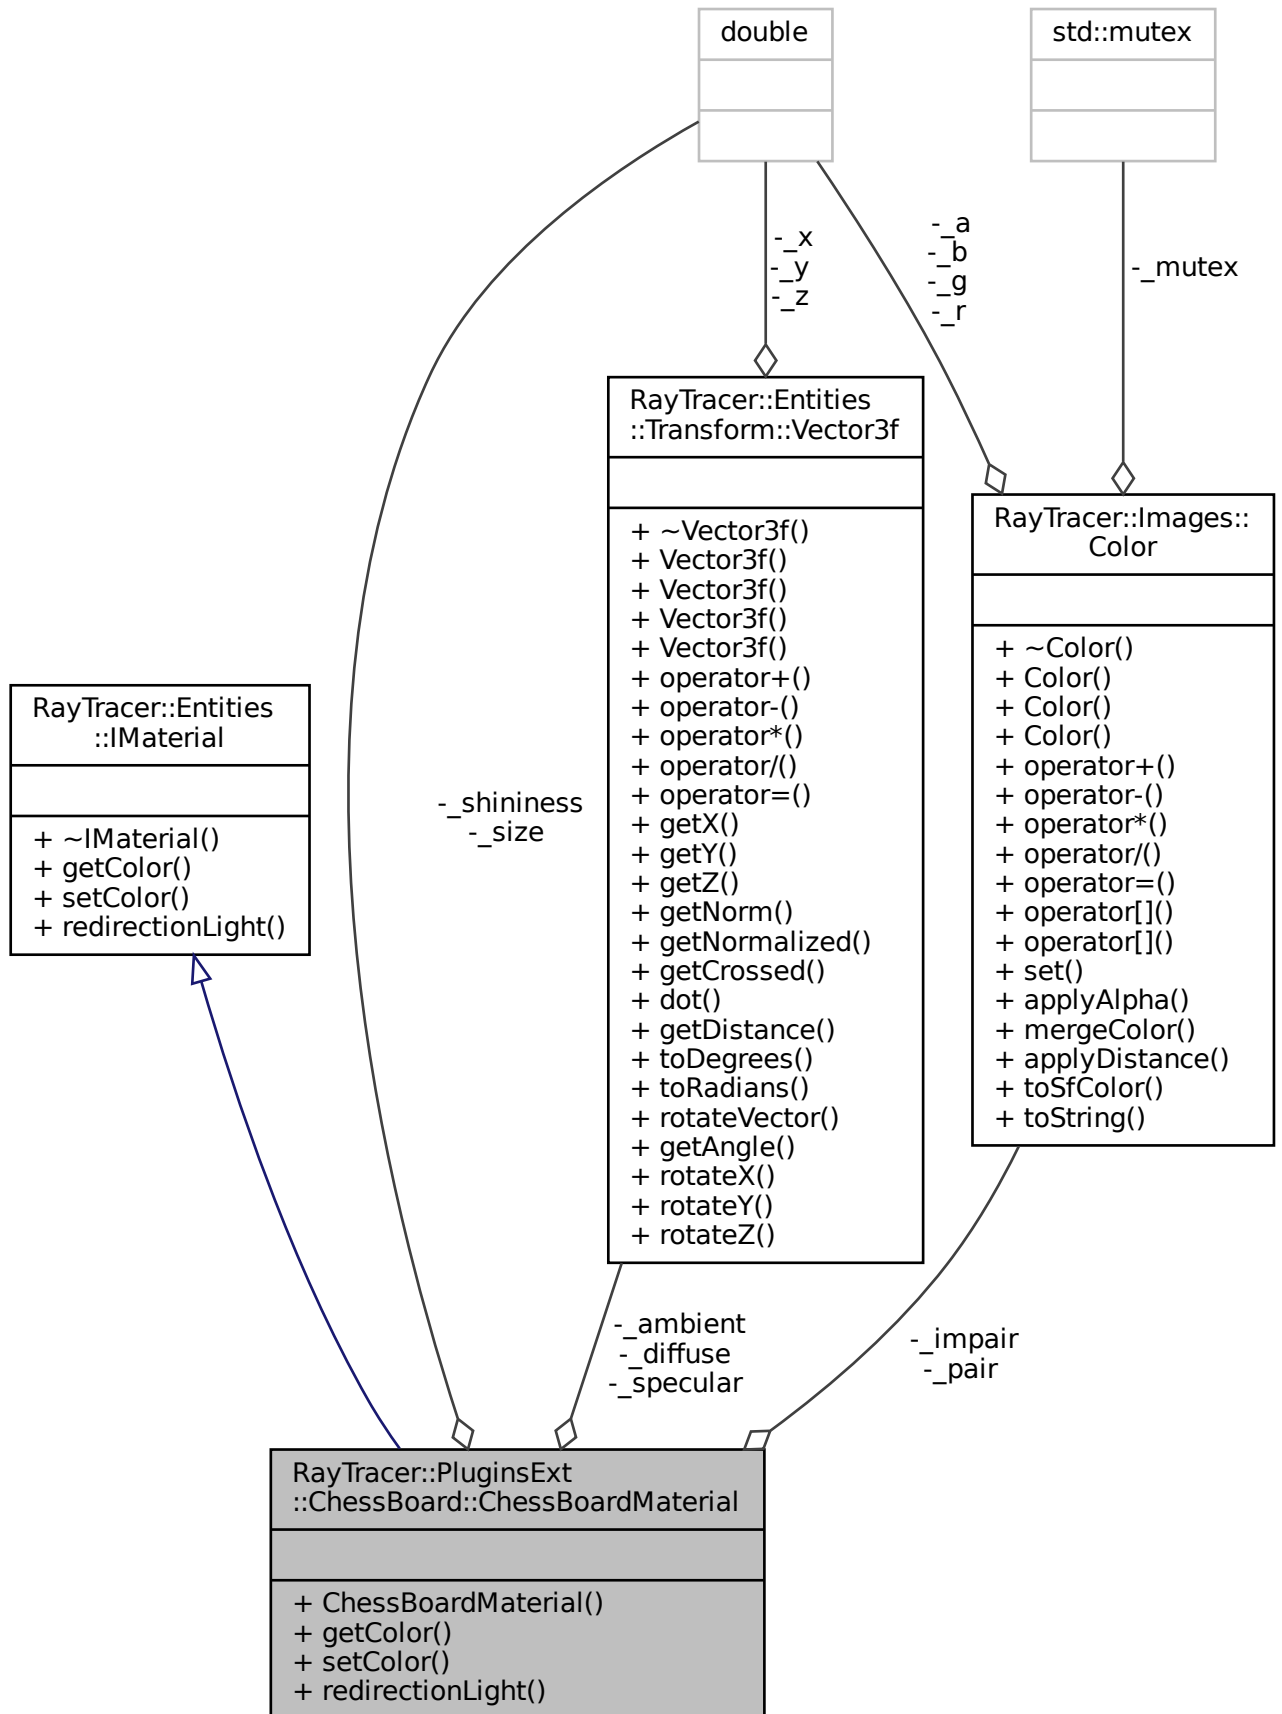 double
std::mutex
-_x
-_y
-_z
-_a
-_b
-_g
-_r
-_mutex
RayTracer::Entities
::Transform::Vector3f
+ ~Vector3f()
+ Vector3f()
+ Vector3f()
+ Vector3f()
+ Vector3f()
+ operator+()
+ operator-()
+ operator*()
+ operator/()
+ operator=()
+ getX()
+ getY()
+ getZ()
+ getNorm()
+ getNormalized()
+ getCrossed()
+ dot()
+ getDistance()
+ toDegrees()
+ toRadians()
+ rotateVector()
+ getAngle()
+ rotateX()
+ rotateY()
+ rotateZ()
RayTracer::Images::
Color
+ ~Color()
+ Color()
+ Color()
+ Color()
+ operator+()
+ operator-()
+ operator*()
+ operator/()
+ operator=()
+ operator[]()
+ operator[]()
+ set()
+ applyAlpha()
+ mergeColor()
+ applyDistance()
+ toSfColor()
+ toString()
RayTracer::Entities
::IMaterial
+ ~IMaterial()
+ getColor()
+ setColor()
+ redirectionLight()
-_shininess
-_size
-_ambient
-_diffuse
-_specular
-_impair
-_pair
RayTracer::PluginsExt
::ChessBoard::ChessBoardMaterial
+ ChessBoardMaterial()
+ getColor()
+ setColor()
+ redirectionLight()